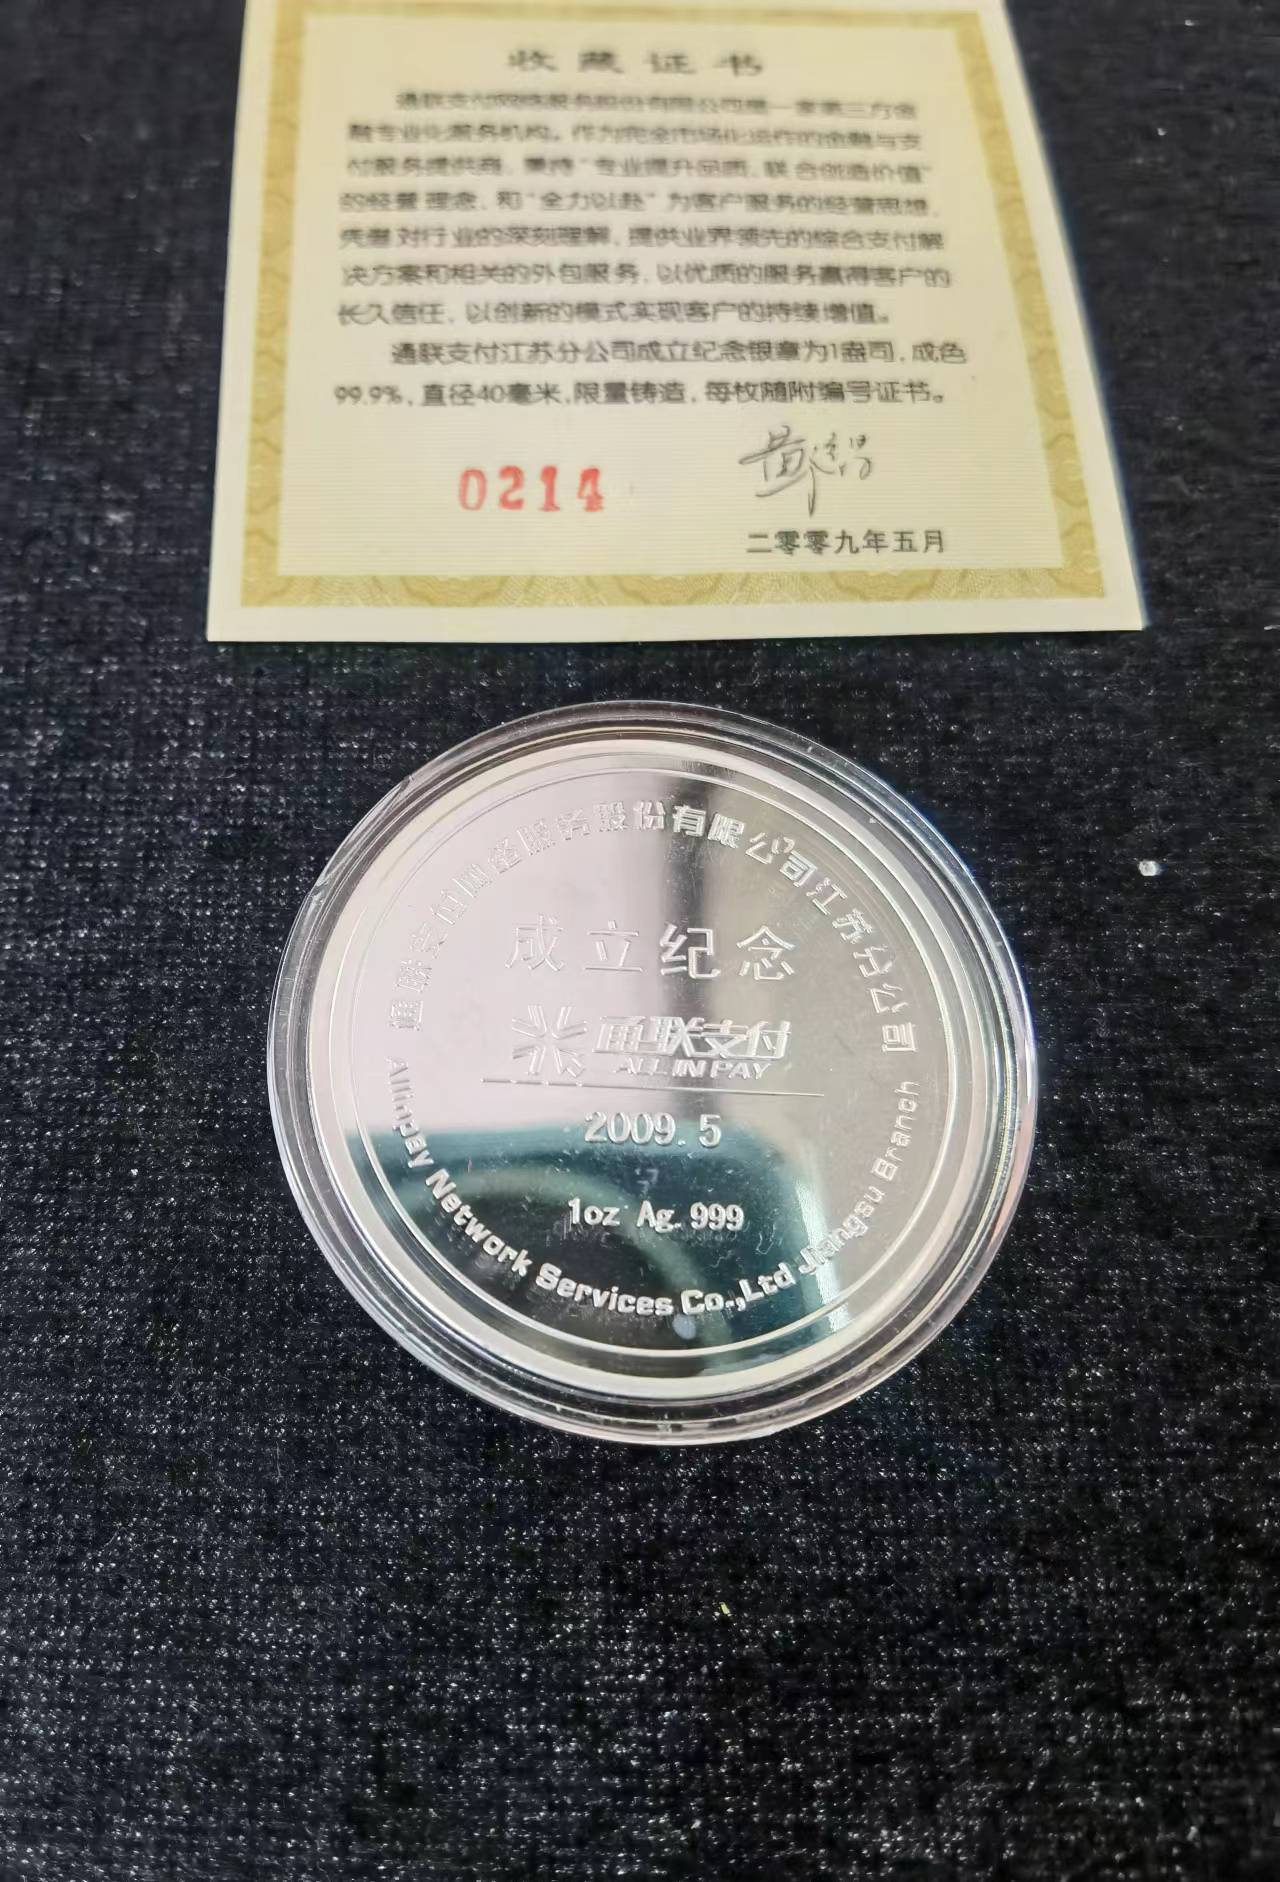 收藏证书
通联支付网络服务股份有限公司是一家第三方金
融专业化服务机构。作为完全市场化运作的金融与支
付服务提供商，秉持“专业提升品质，联合创造价值”
的经营理念，和“全力以赴”为客户服务的经营思想，
凭着对行业的深刻理解，提供业界领先的综合支付解
决方案和相关的外包服务，以优质的服务赢得客户的
长久信任，以创新的模式实现客户的持续增值。
通联支付江苏分公司成立纪念银章为1盎司，成色
99.9%，直径40毫米，限量铸造，每枚随附编号证书。
0214
二零零九年五月
通联支付网络服务股份有限公司江苏分公司
成立纪念
通联支付
ALL IN PAY
2009.5
1oz Ag.999
Allinpay Network Services Co.,Ltd Jiangsu Branch